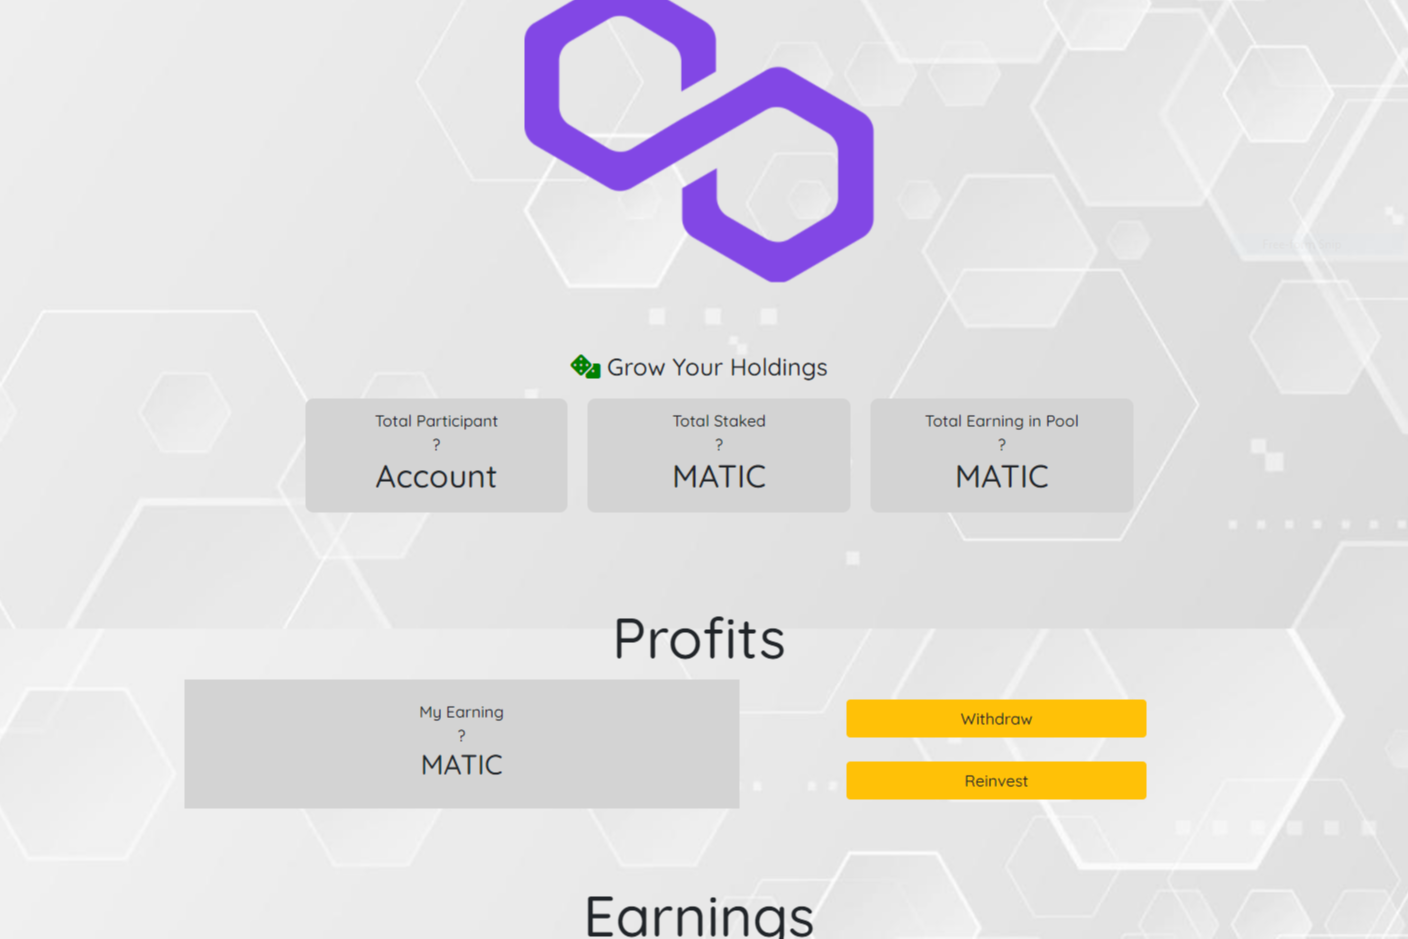 Grow Your Holdings
Total Participant
?
Account
Total Staked
?
MATIC
Total Earning in Pool
?
MATIC
Profits
My Earning
?
MATIC
Withdraw
Reinvest
Earnings